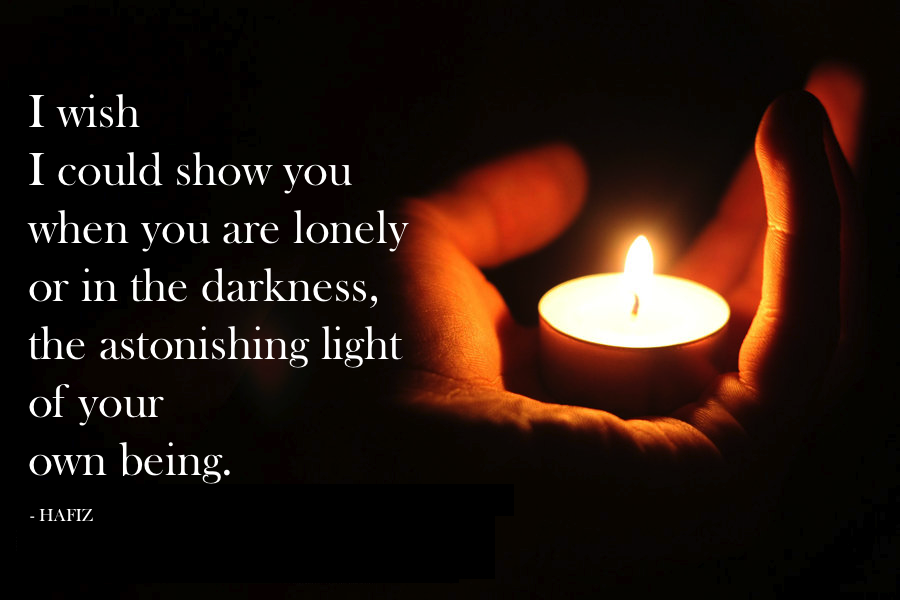 I wish
I could show you
when you are lonely
or in the darkness,
the astonishing light
of your
own being.
- HAFIZ